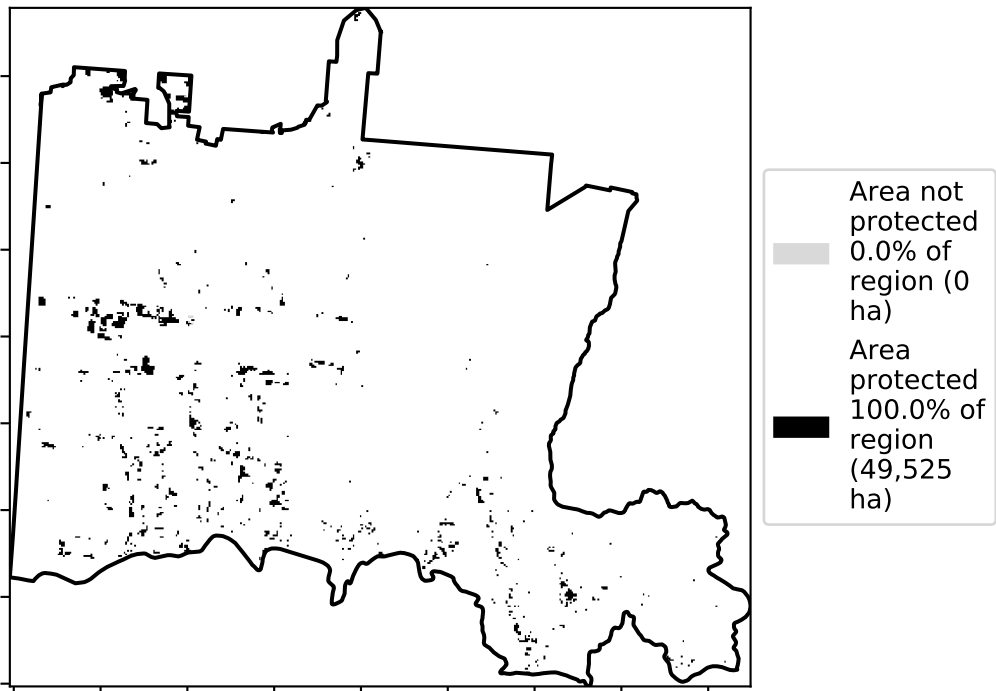 Area not
protected
0.0% of
region (0
ha)
Area
protected
100.0% of
region
(49,525
ha)